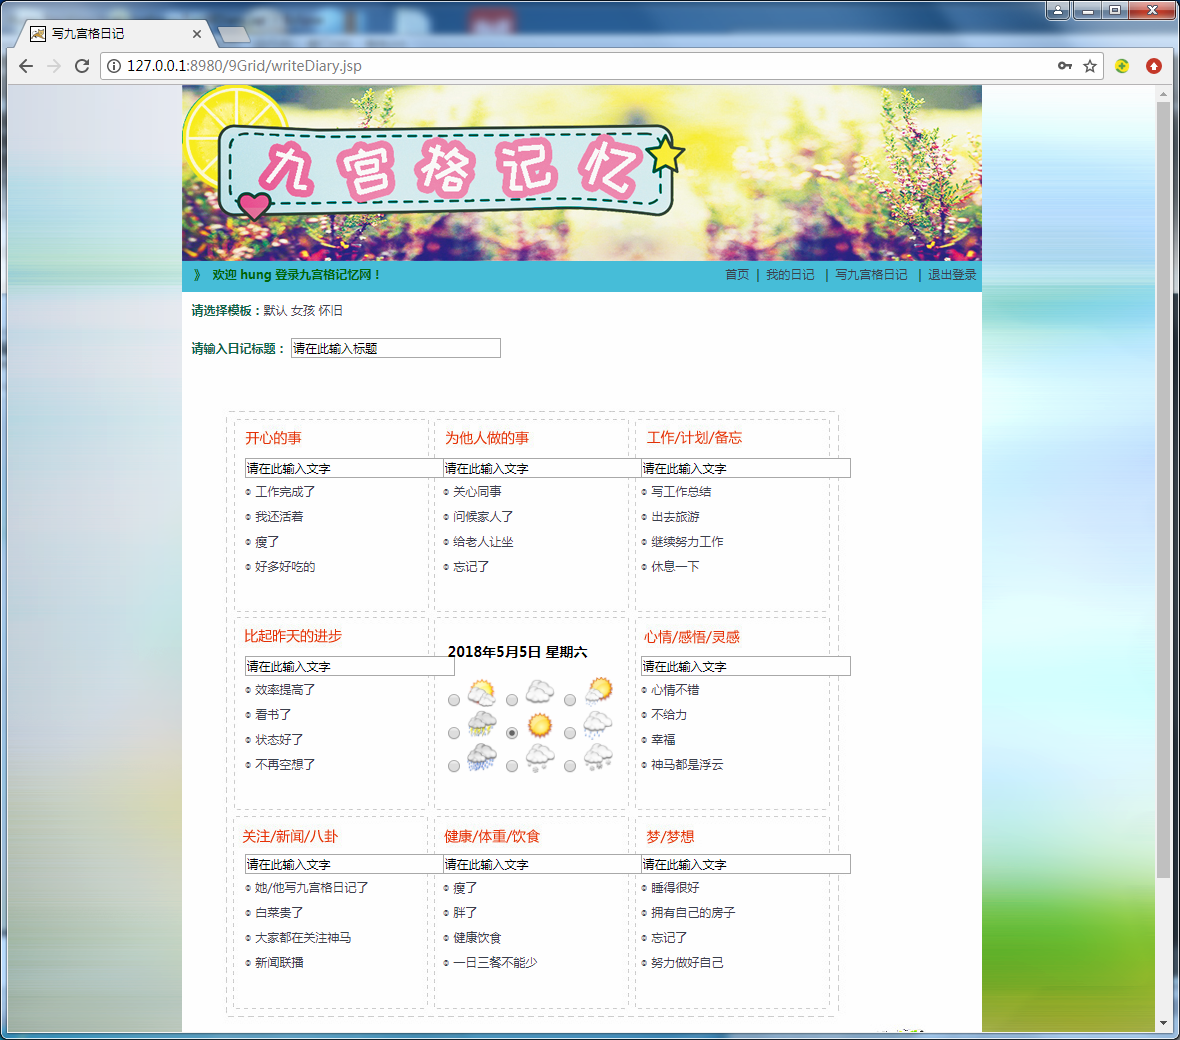 写九宫格日记
127.0.0.1:8980/9Grid/writeDiary.jsp
九宫格记忆
》 欢迎 hung 登录九宫格记忆网！ 首页 | 我的日记 | 写九宫格日记 | 退出登录
请选择模板：默认 女孩 怀旧
请输入日记标题： 请在此输入标题
开心的事 为他人做的事 工作/计划/备忘
请在此输入文字 请在此输入文字 请在此输入文字
工作完成了 关心同事 写工作总结
我还活着 问候家人了 出去旅游
瘦了 给老人让坐 继续努力工作
好多好吃的 忘记了 休息一下
比起昨天的进步 心情/感悟/灵感
2018年5月5日 星期六
请在此输入文字 请在此输入文字
效率提高了 心情不错
看书了 不给力
状态好了 幸福
不再空想了 神马都是浮云
关注/新闻/八卦 健康/体重/饮食 梦/梦想
请在此输入文字 请在此输入文字 请在此输入文字
她/他写九宫格日记了 瘦了 睡得很好
白菜贵了 胖了 拥有自己的房子
大家都在关注神马 健康饮食 忘记了
新闻联播 一日三餐不能少 努力做好自己